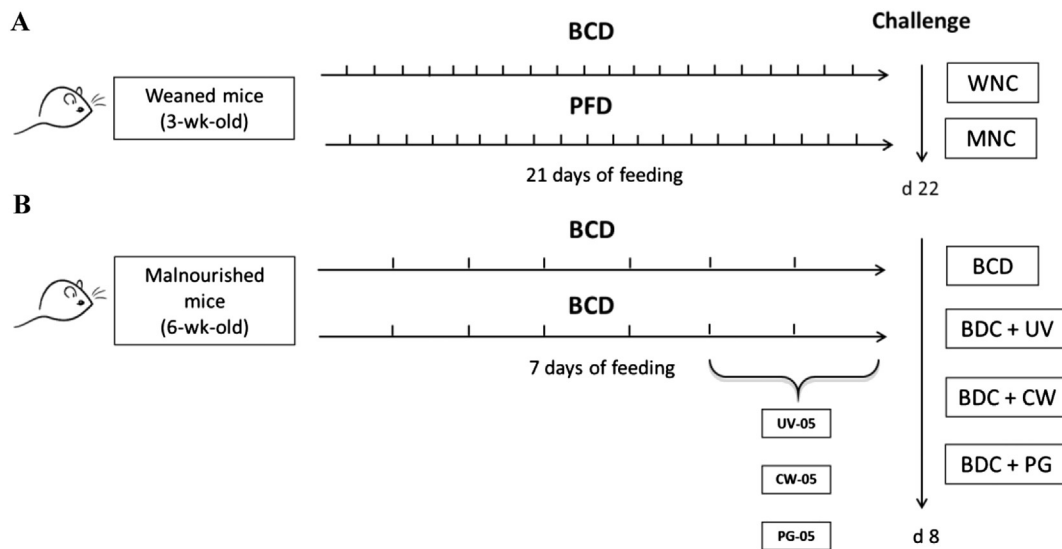 A
BCD
Challenge
Weaned mice
(3-wk-old)
WNC
PFD
MNC
21 days of feeding
d 22
B
BCD
Malnourished
mice
(6-wk-old)
BCD
BCD
BDC + UV
7 days of feeding
BDC + CW
UV-05
BDC + PG
CW-05
PG-05
d 8